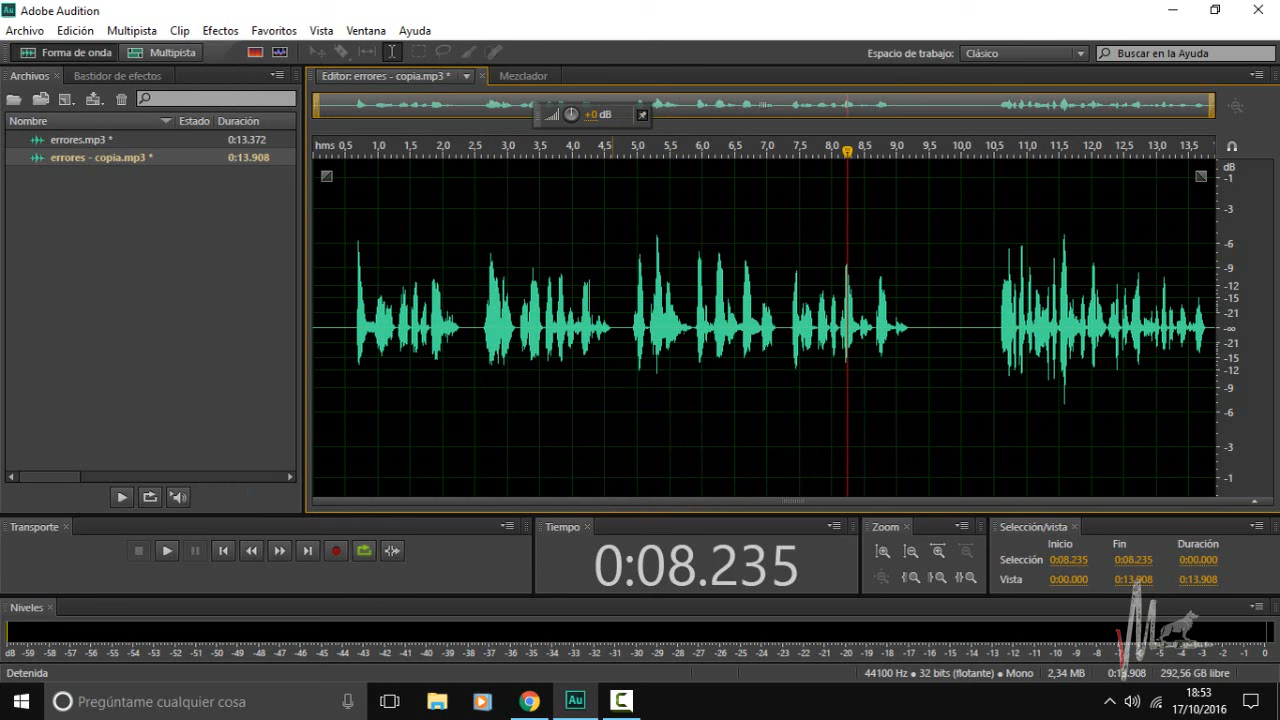 Adobe Audition
Archivo Edición Multipista Clip Efectos Favoritos Vista Ventana Ayuda
Forma de onda Multipista Espacio de trabajo: Clásico Buscar en la Ayuda
Archivos Bastidor de efectos Editor: errores - copia.mp3 * Mezclador
+0 dB
Nombre Estado Duración
errores.mp3 * 0:13.372
errores - copia.mp3 * 0:13.908
hms 0,5 1,0 1,5 2,0 2,5 3,0 3,5 4,0 4,5 5,0 5,5 6,0 6,5 7,0 7,5 8,0 8,5 9,0 9,5 10,0 10,5 11,0 11,5 12,0 12,5 13,0 13,5
dB
-1
-3
-6
-9
-12
-15
-21
-∞
-21
-15
-12
-9
-6
-3
-1
Transporte Tiempo Zoom Selección/vista
0:08.235
Inicio Fin Duración
Selección 0:08.235 0:08.235 0:00.000
Vista 0:00.000 0:13.908 0:13.908
Niveles
dB -59 -58 -57 -56 -55 -54 -53 -52 -51 -50 -49 -48 -47 -46 -45 -44 -43 -42 -41 -40 -39 -38 -37 -36 -35 -34 -33 -32 -31 -30 -29 -28 -27 -26 -25 -24 -23 -22 -21 -20 -19 -18 -17 -16 -15 -14 -13 -12 -11 -10 -9 -8 -7 -6 -5 -4 -3 -2 -1 0
Detenida 44100 Hz • 32 bits (flotante) • Mono 2,34 MB 0:13.908 292,56 GB libre
Pregúntame cualquier cosa
18:53
17/10/2016